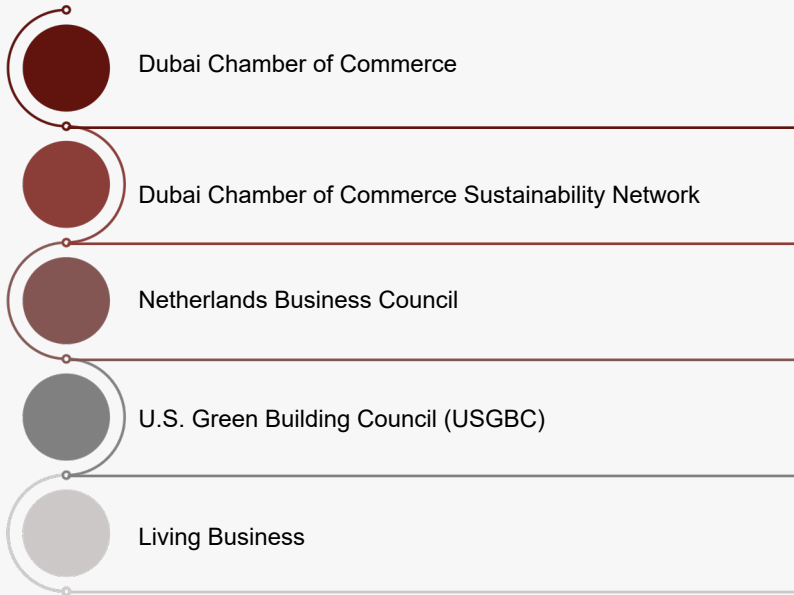 Dubai Chamber of Commerce
Dubai Chamber of Commerce Sustainability Network
Netherlands Business Council
U.S. Green Building Council (USGBC)
Living Business